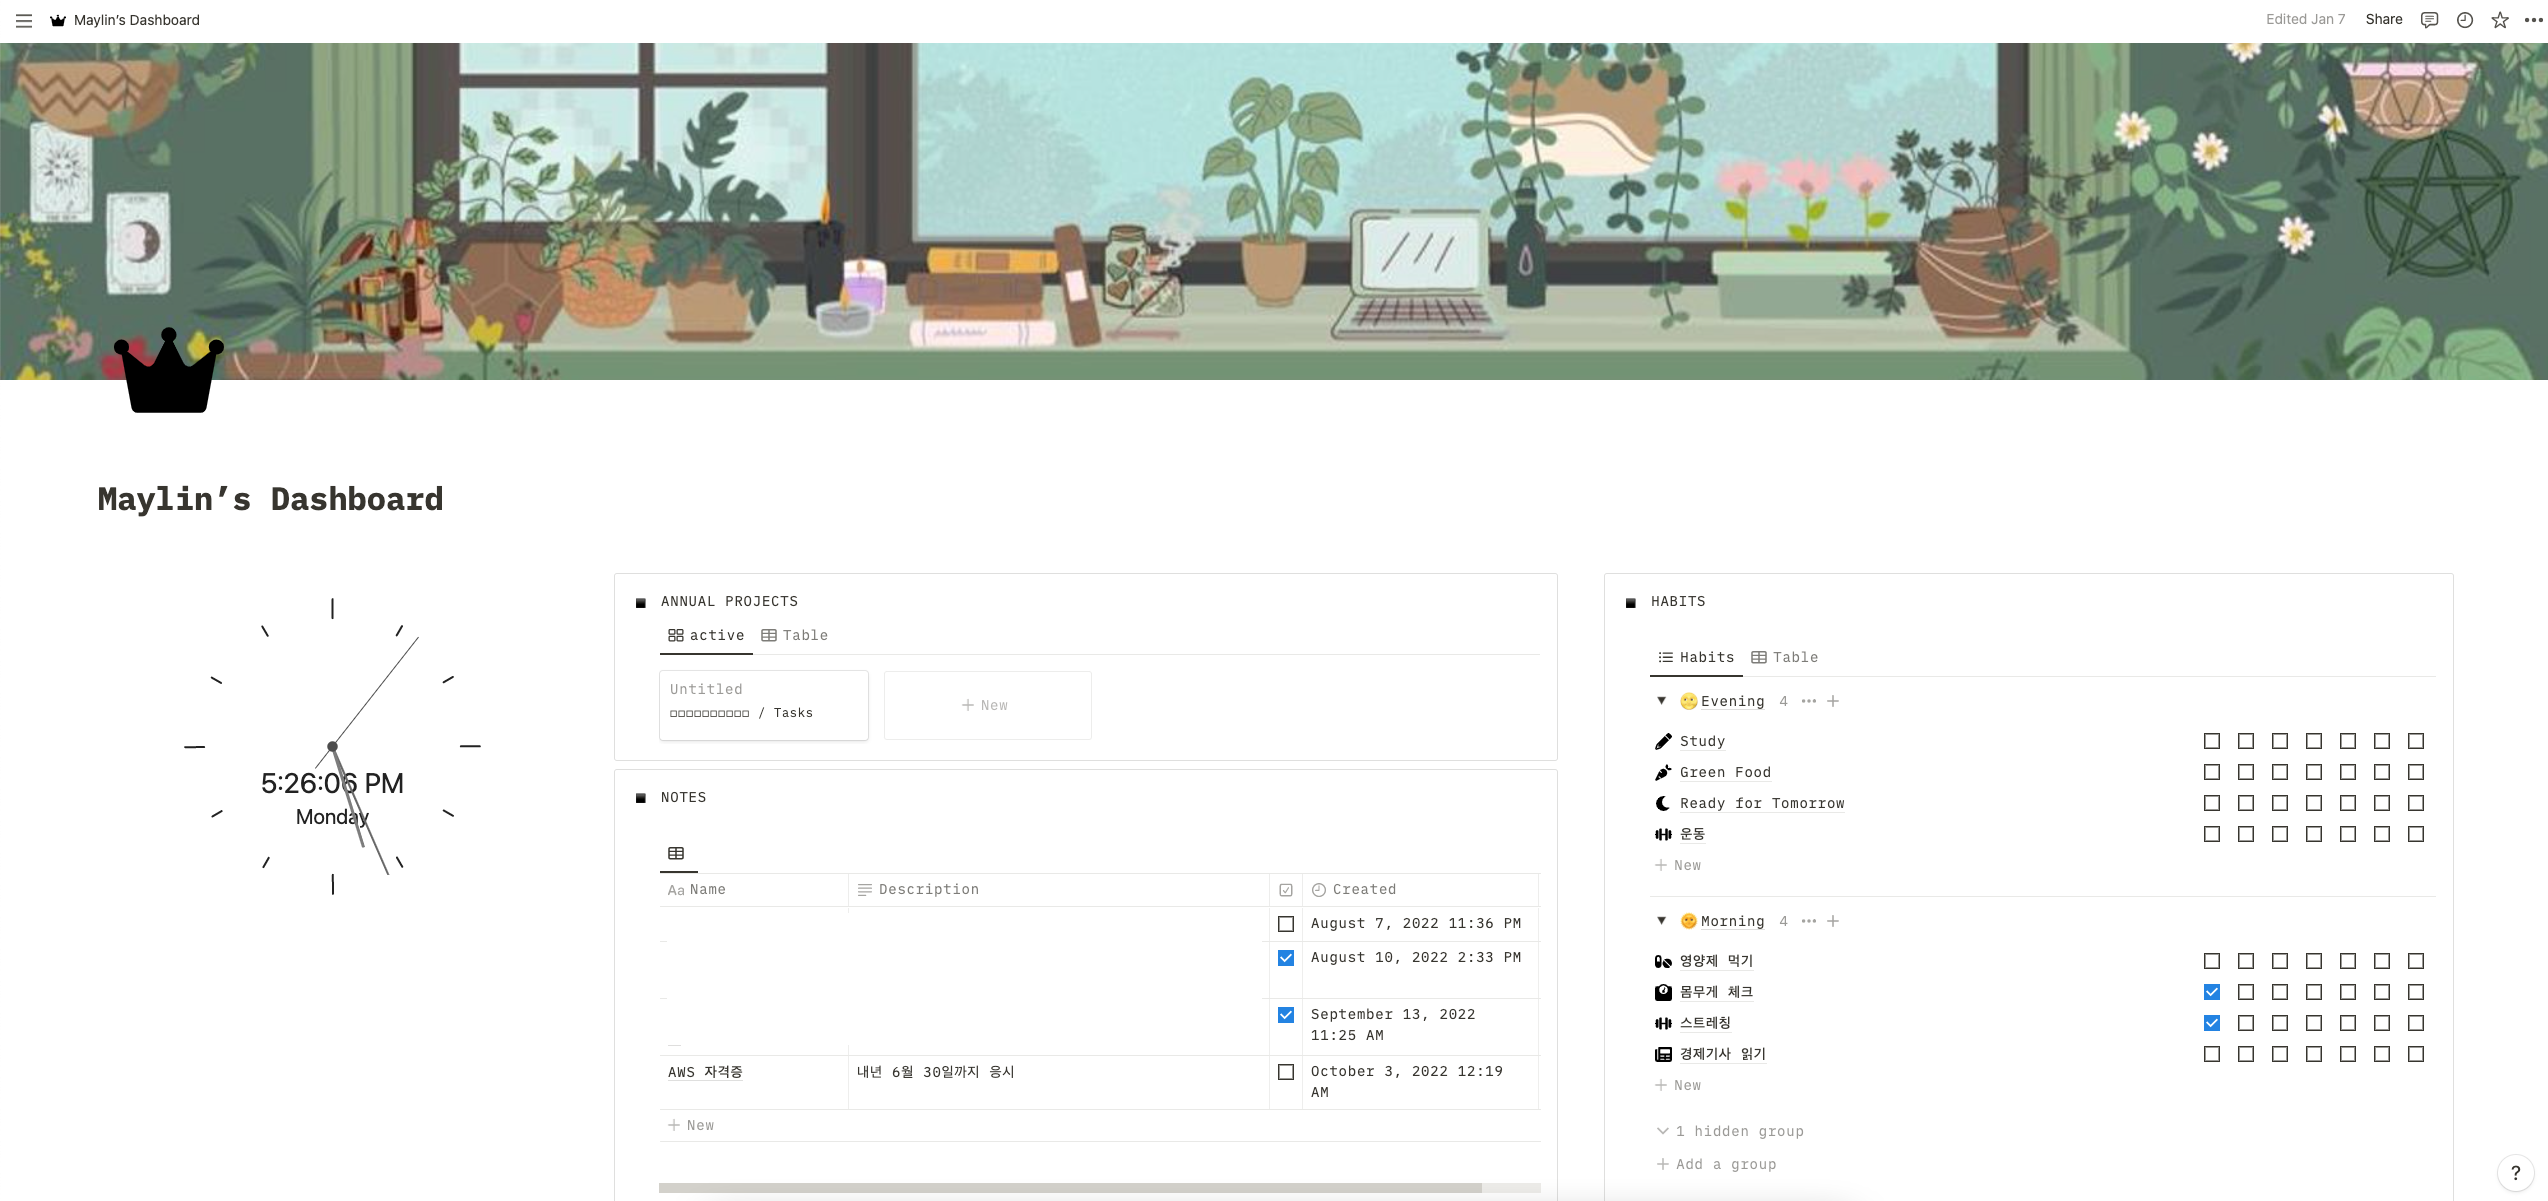 Maylin's Dashboard
Edited Jan 7
Share
Maylin's Dashboard
5:26:06 PM
Monday
ANNUAL PROJECTS
active
Table
Untitled
□□□□□□□□□□ / Tasks
+ New
NOTES
Aa Name
Description
Created
August 7, 2022 11:36 PM
August 10, 2022 2:33 PM
September 13, 2022
11:25 AM
AWS 자격증
내년 6월 30일까지 응시
October 3, 2022 12:19
AM
+ New
HABITS
Habits
Table
Evening 4
Study
Green Food
Ready for Tomorrow
운동
+ New
Morning 4
영양제 먹기
몸무게 체크
스트레칭
경제기사 읽기
+ New
1 hidden group
+ Add a group
?